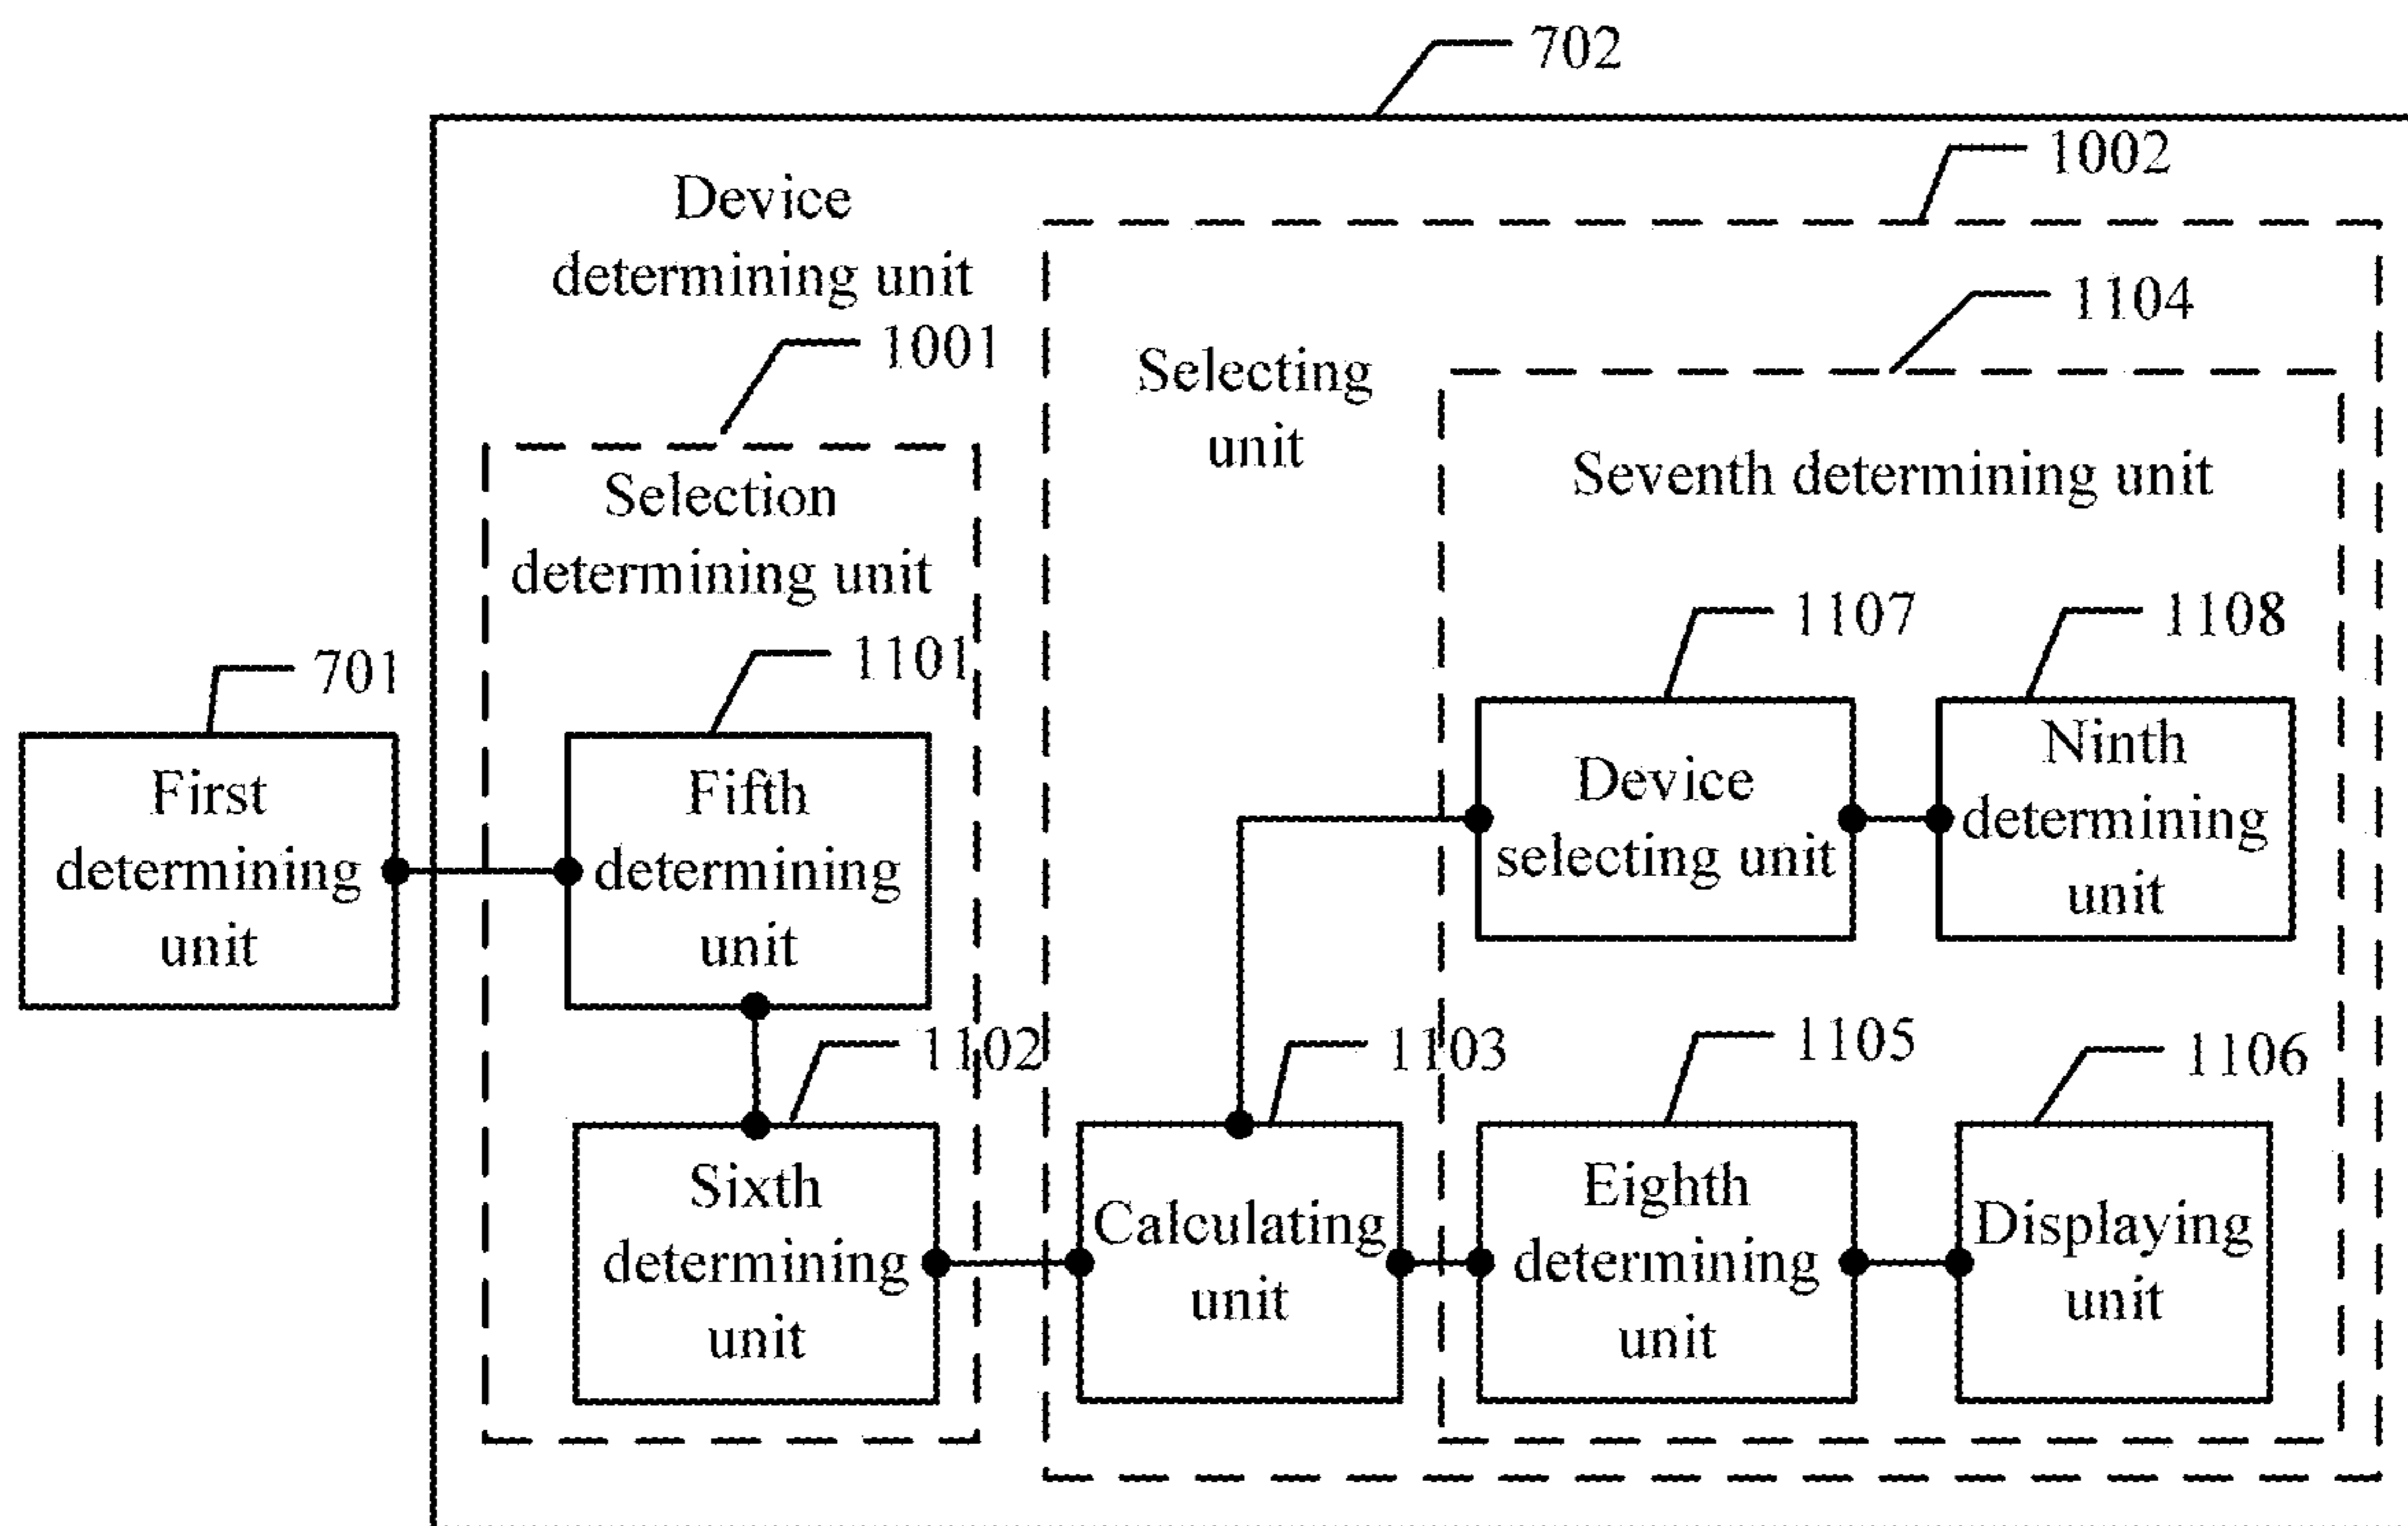 702
1002
Device
determining unit
1104
1001
Selecting
unit
Seventh determining unit
Selection
determining unit
1107
1108
701
1101
First
determining
unit
Fifth
determining
unit
Device
selecting unit
Ninth
determining
unit
1102
1103
1105
1106
Sixth
determining
unit
Calculating
unit
Eighth
determining
unit
Displaying
unit